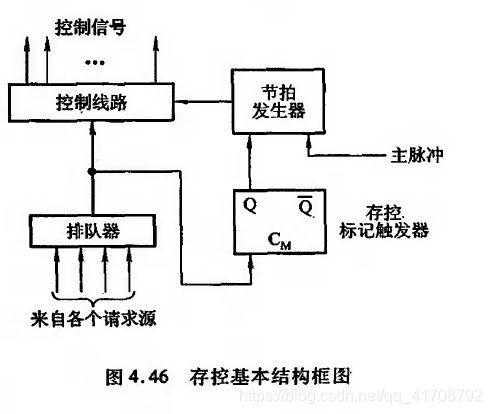 控制信号
…
控制线路
节拍
发生器
主脉冲
Q
Q̅
C_M
存控
标记触发器
排队器
来自各个请求源
图 4.46 存控基本结构框图
https://blog.csdn.net/qq_41708792